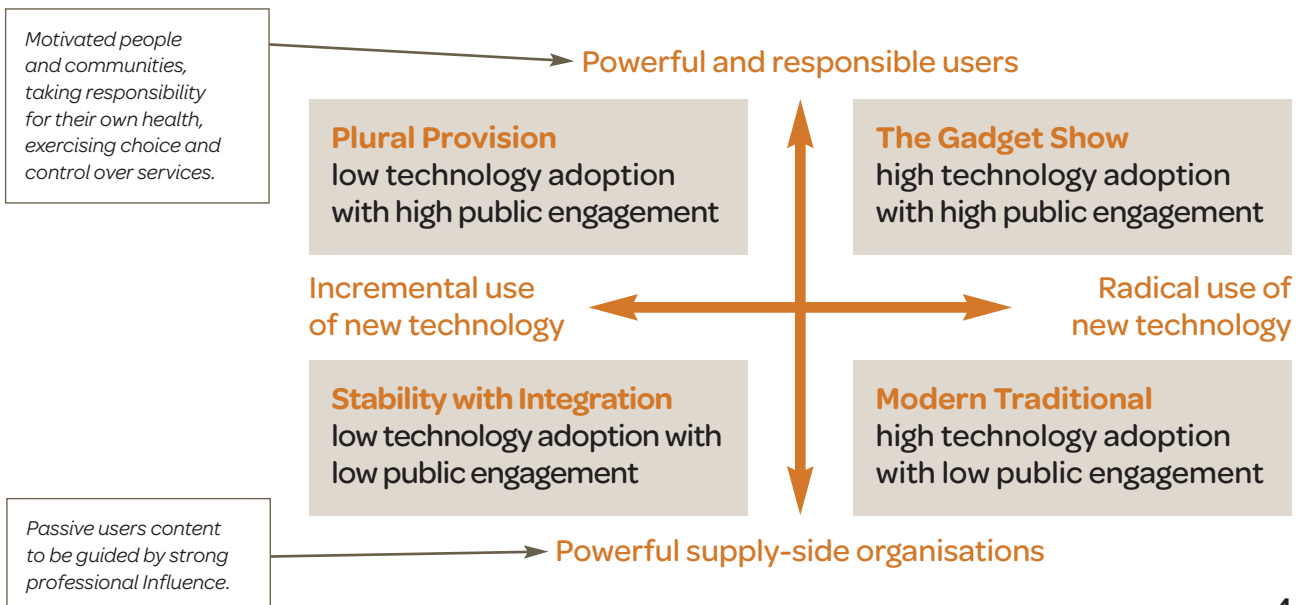 Motivated people
and communities,
taking responsibility
for their own health,
exercising choice and
control over services.
Powerful and responsible users
Plural Provision
low technology adoption
with high public engagement
The Gadget Show
high technology adoption
with high public engagement
Incremental use
of new technology
Radical use of
new technology
Stability with Integration
low technology adoption with
low public engagement
Modern Traditional
high technology adoption
with low public engagement
Passive users content
to be guided by strong
professional Influence.
Powerful supply-side organisations